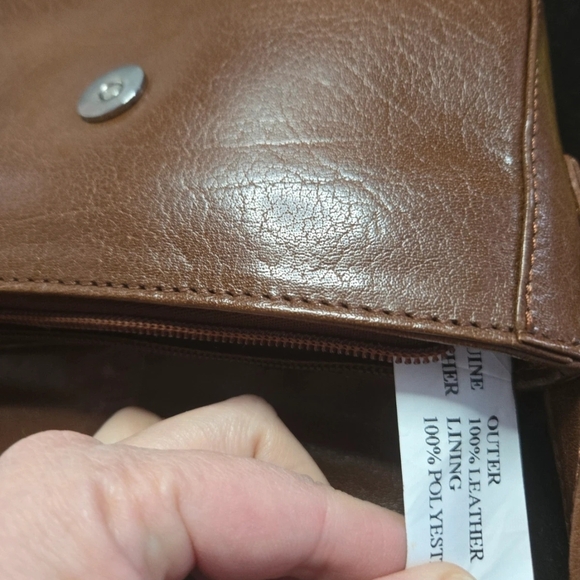 OUTER
100% LEATHER
LINING
100% POLYEST